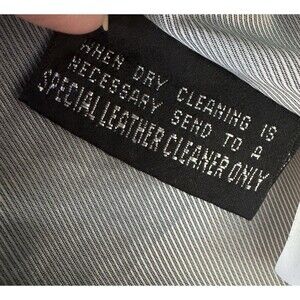 WHEN DRY CLEANING IS
NECESSARY SEND TO A
SPECIAL LEATHER CLEANER ONLY